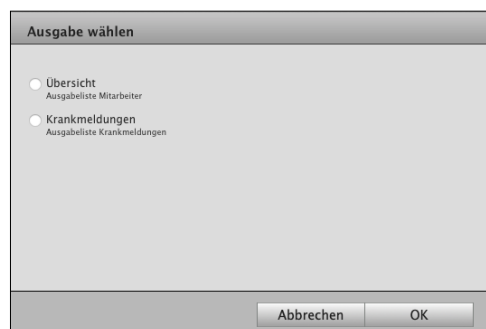 Ausgabe wählen
Übersicht
Ausgabeliste Mitarbeiter
Krankmeldungen
Ausgabeliste Krankmeldungen
Abbrechen OK